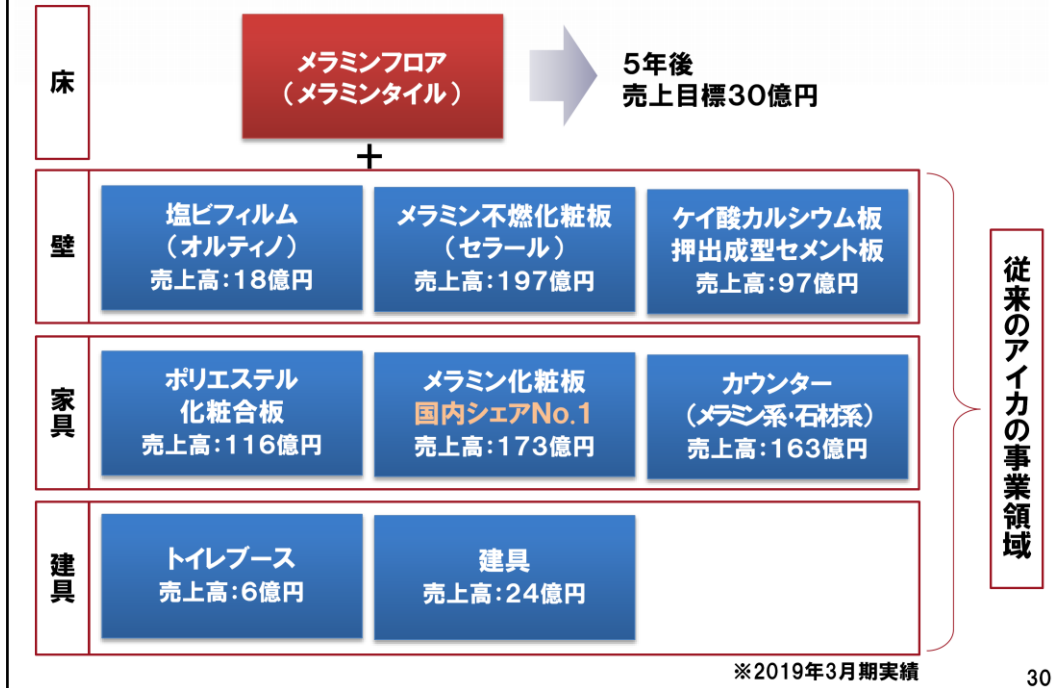 床
メラミンフロア
（メラミンタイル）
5年後
売上目標30億円
+
壁
塩ビフィルム
（オルティノ）
売上高：18億円
メラミン不燃化粧板
（セラール）
売上高：197億円
ケイ酸カルシウム板
押出成型セメント板
売上高：97億円
家具
ポリエステル
化粧合板
売上高：116億円
メラミン化粧板
国内シェアNo.1
売上高：173億円
カウンター
（メラミン系・石材系）
売上高：163億円
建具
トイレブース
売上高：6億円
建具
売上高：24億円
従来のアイカの事業領域
※2019年3月期実績
30